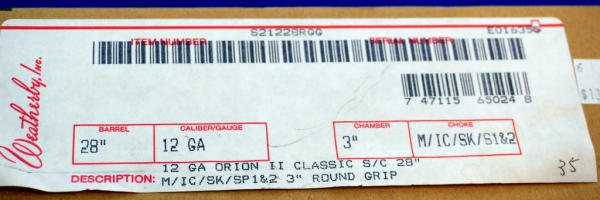 S21228RGG E016350
ITEM NUMBER SERIAL NUMBER
Weatherby, Inc.
7 47115 65024 8
BARREL CALIBER/GAUGE CHAMBER CHOKE
28" 12 GA 3" M/IC/SK/S1&2
12 GA ORION II CLASSIC S/C 28"
DESCRIPTION: M/IC/SK/SP1&2 3" ROUND GRIP
35
6